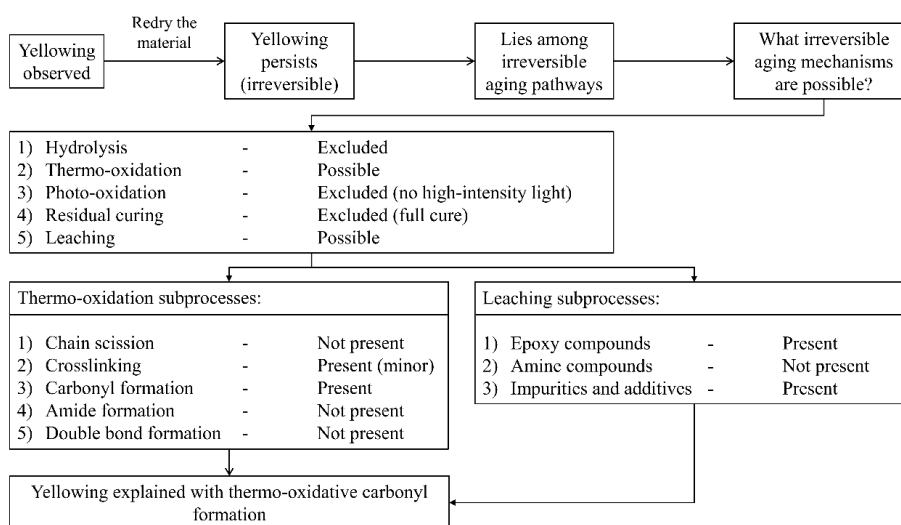 Redry the
material
Yellowing
observed
Yellowing
persists
(irreversible)
Lies among
irreversible
aging pathways
What irreversible
aging mechanisms
are possible?
1) Hydrolysis - Excluded
2) Thermo-oxidation - Possible
3) Photo-oxidation - Excluded (no high-intensity light)
4) Residual curing - Excluded (full cure)
5) Leaching - Possible
Thermo-oxidation subprocesses:
1) Chain scission - Not present
2) Crosslinking - Present (minor)
3) Carbonyl formation - Present
4) Amide formation - Not present
5) Double bond formation - Not present
Leaching subprocesses:
1) Epoxy compounds - Present
2) Amine compounds - Not present
3) Impurities and additives - Present
Yellowing explained with thermo-oxidative carbonyl
formation